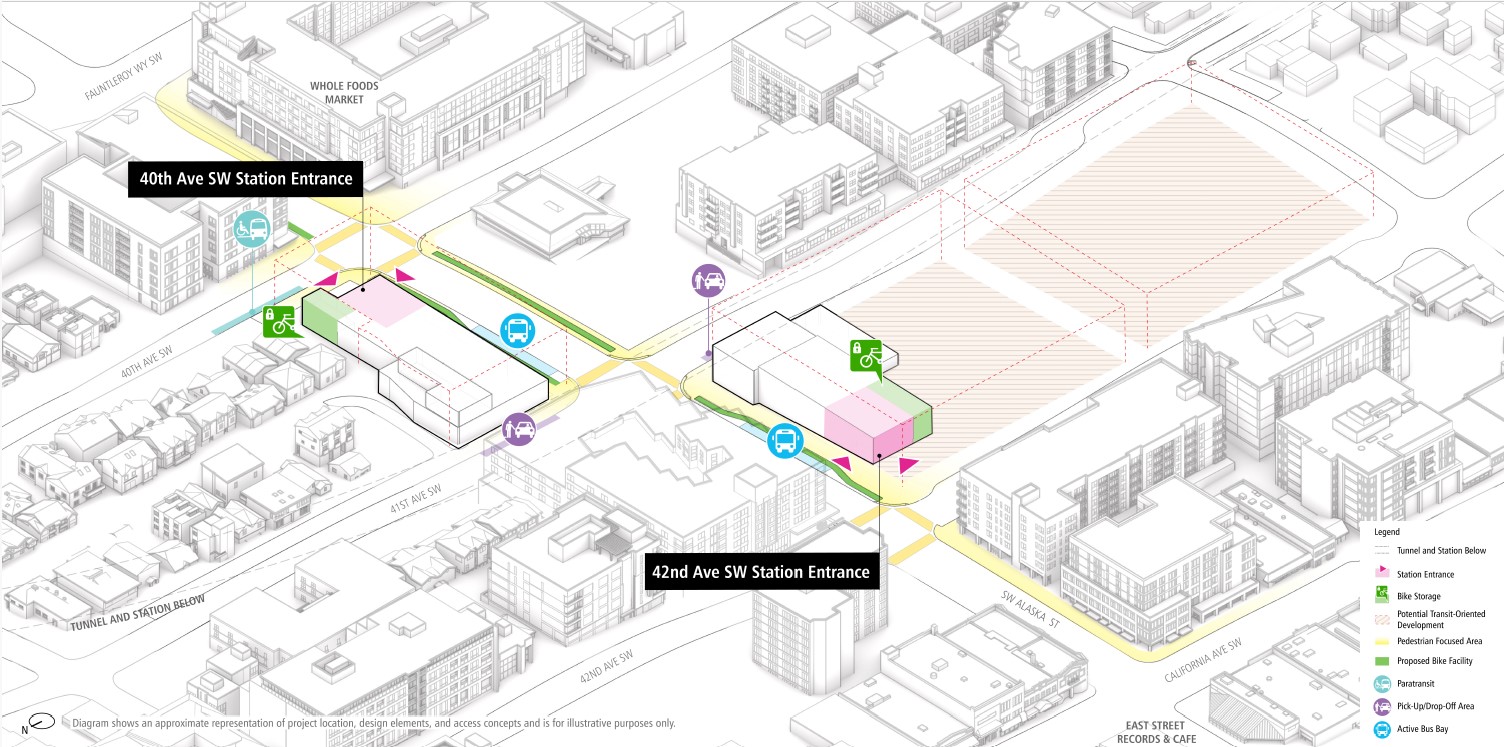 FAUNTLEROY WY SW
WHOLE FOODS
MARKET
40th Ave SW Station Entrance
40TH AVE SW
41ST AVE SW
42nd Ave SW Station Entrance
TUNNEL AND STATION BELOW
SW ALASKA ST
42ND AVE SW
CALIFORNIA AVE SW
EAST STREET
RECORDS & CAFE
Legend
Tunnel and Station Below
Station Entrance
Bike Storage
Potential Transit-Oriented
Development
Pedestrian Focused Area
Proposed Bike Facility
Paratransit
Pick-Up/Drop-Off Area
Active Bus Bay
N
Diagram shows an approximate representation of project location, design elements, and access concepts and is for illustrative purposes only.